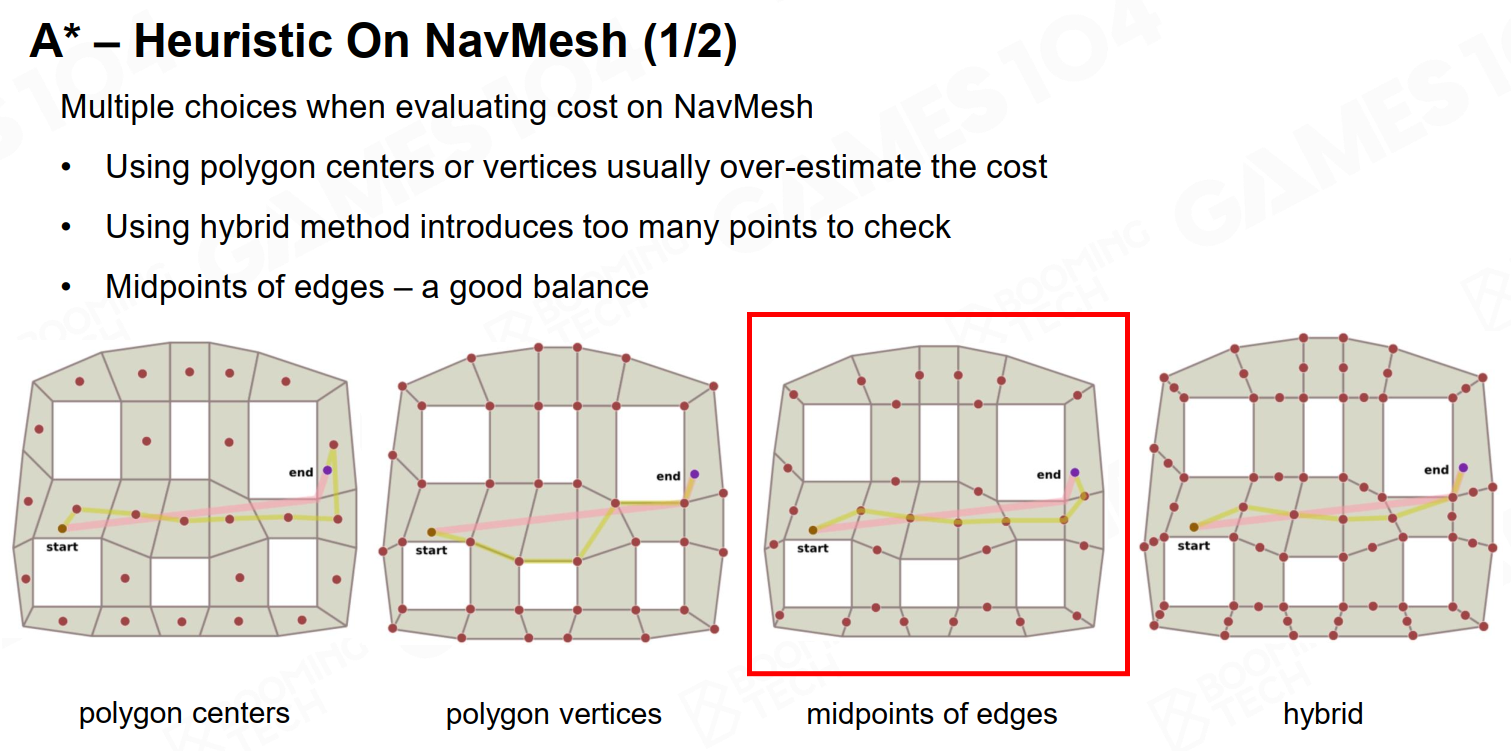 A* – Heuristic On NavMesh (1/2)
Multiple choices when evaluating cost on NavMesh
• Using polygon centers or vertices usually over-estimate the cost
• Using hybrid method introduces too many points to check
• Midpoints of edges – a good balance
end
start
end
start
end
start
end
start
polygon centers
polygon vertices
midpoints of edges
hybrid
GAMES104
BOOMING TECH